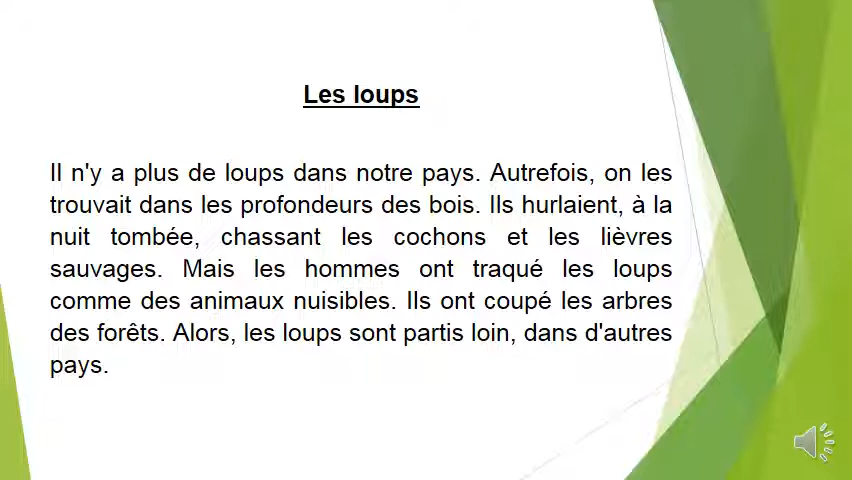 Les loups
Il n'y a plus de loups dans notre pays. Autrefois, on les
trouvait dans les profondeurs des bois. Ils hurlaient, à la
nuit tombée, chassant les cochons et les lièvres
sauvages. Mais les hommes ont traqué les loups
comme des animaux nuisibles. Ils ont coupé les arbres
des forêts. Alors, les loups sont partis loin, dans d'autres
pays.